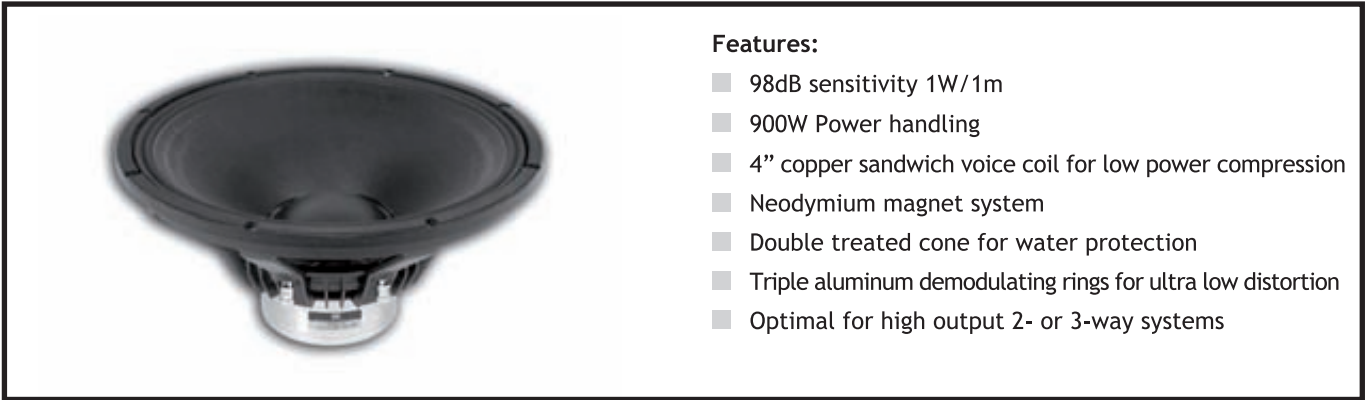 Features:
98dB sensitivity 1W/1m
900W Power handling
4” copper sandwich voice coil for low power compression
Neodymium magnet system
Double treated cone for water protection
Triple aluminum demodulating rings for ultra low distortion
Optimal for high output 2- or 3-way systems